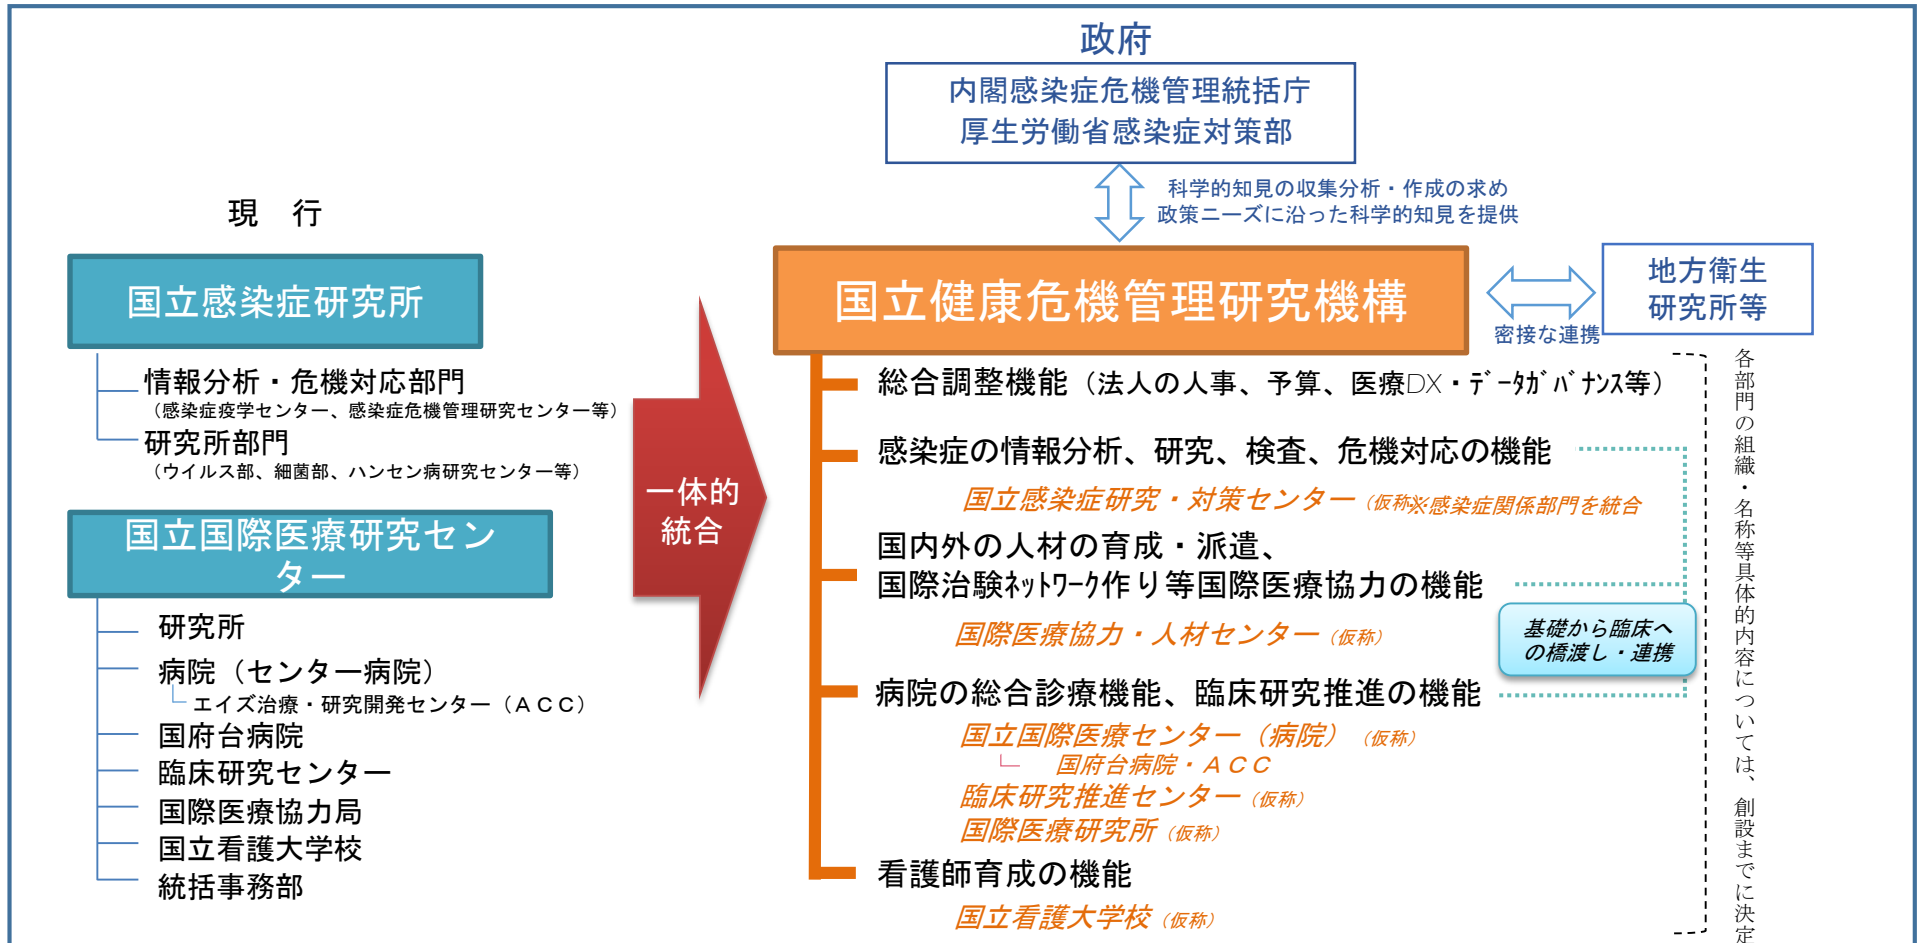 政府
内閣感染症危機管理統括庁
厚生労働省感染症対策部
科学的知見の収集分析・作成の求め
政策ニーズに沿った科学的知見を提供
現　行
国立感染症研究所
情報分析・危機対応部門
（感染症疫学センター、感染症危機管理研究センター等）
研究所部門
（ウイルス部、細菌部、ハンセン病研究センター等）
国立国際医療研究セン
ター
研究所
病院（センター病院）
エイズ治療・研究開発センター（ＡＣＣ）
国府台病院
臨床研究センター
国際医療協力局
国立看護大学校
統括事務部
一体的
統合
国立健康危機管理研究機構
密接な連携
地方衛生
研究所等
総合調整機能（法人の人事、予算、医療DX・ﾃﾞｰﾀｶﾞﾊﾞﾅﾝｽ等）
感染症の情報分析、研究、検査、危機対応の機能
国立感染症研究・対策センター（仮称※感染症関係部門を統合
国内外の人材の育成・派遣、
国際治験ﾈｯﾄﾜｰｸ作り等国際医療協力の機能
国際医療協力・人材センター（仮称）
基礎から臨床へ
の橋渡し・連携
病院の総合診療機能、臨床研究推進の機能
国立国際医療センター（病院）（仮称）
国府台病院・ＡＣＣ
臨床研究推進センター（仮称）
国際医療研究所（仮称）
看護師育成の機能
国立看護大学校（仮称）
各部門の組織・名称等具体的内容については、創設までに決定